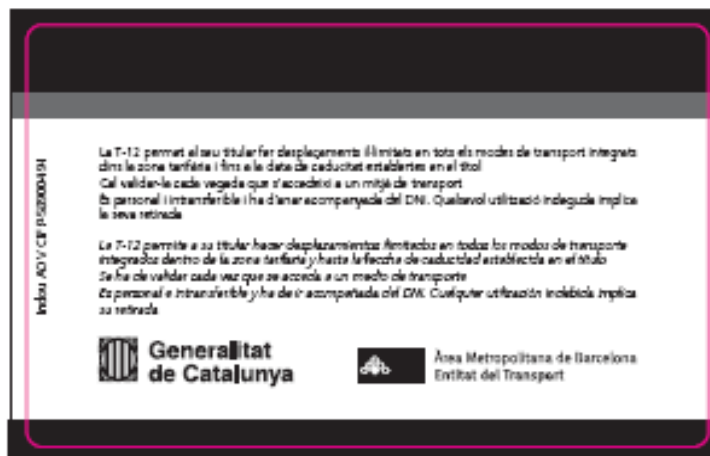 La T-12 permet al seu titular fer desplaçaments il·limitats en tots els modes de transport integrats
dins la zona tarifària i fins a la data de caducitat establertes en el títol
Cal validar-la cada vegada que s'accedeixi a un mitjà de transport
És personal i intransferible i ha d'anar acompanyada del DNI. Qualsevol utilització indeguda implica
la seva retirada
La T-12 permite a su titular hacer desplazamientos ilimitados en todos los modos de transporte
integrados dentro de la zona tarifaria y hasta la fecha de caducidad establecida en el título
Se ha de validar cada vez que se acceda a un medio de transporte
Es personal e intransferible y ha de ir acompañada del DNI. Cualquier utilización indebida implica
su retirada
Generalitat
de Catalunya
Àrea Metropolitana de Barcelona
Entitat del Transport